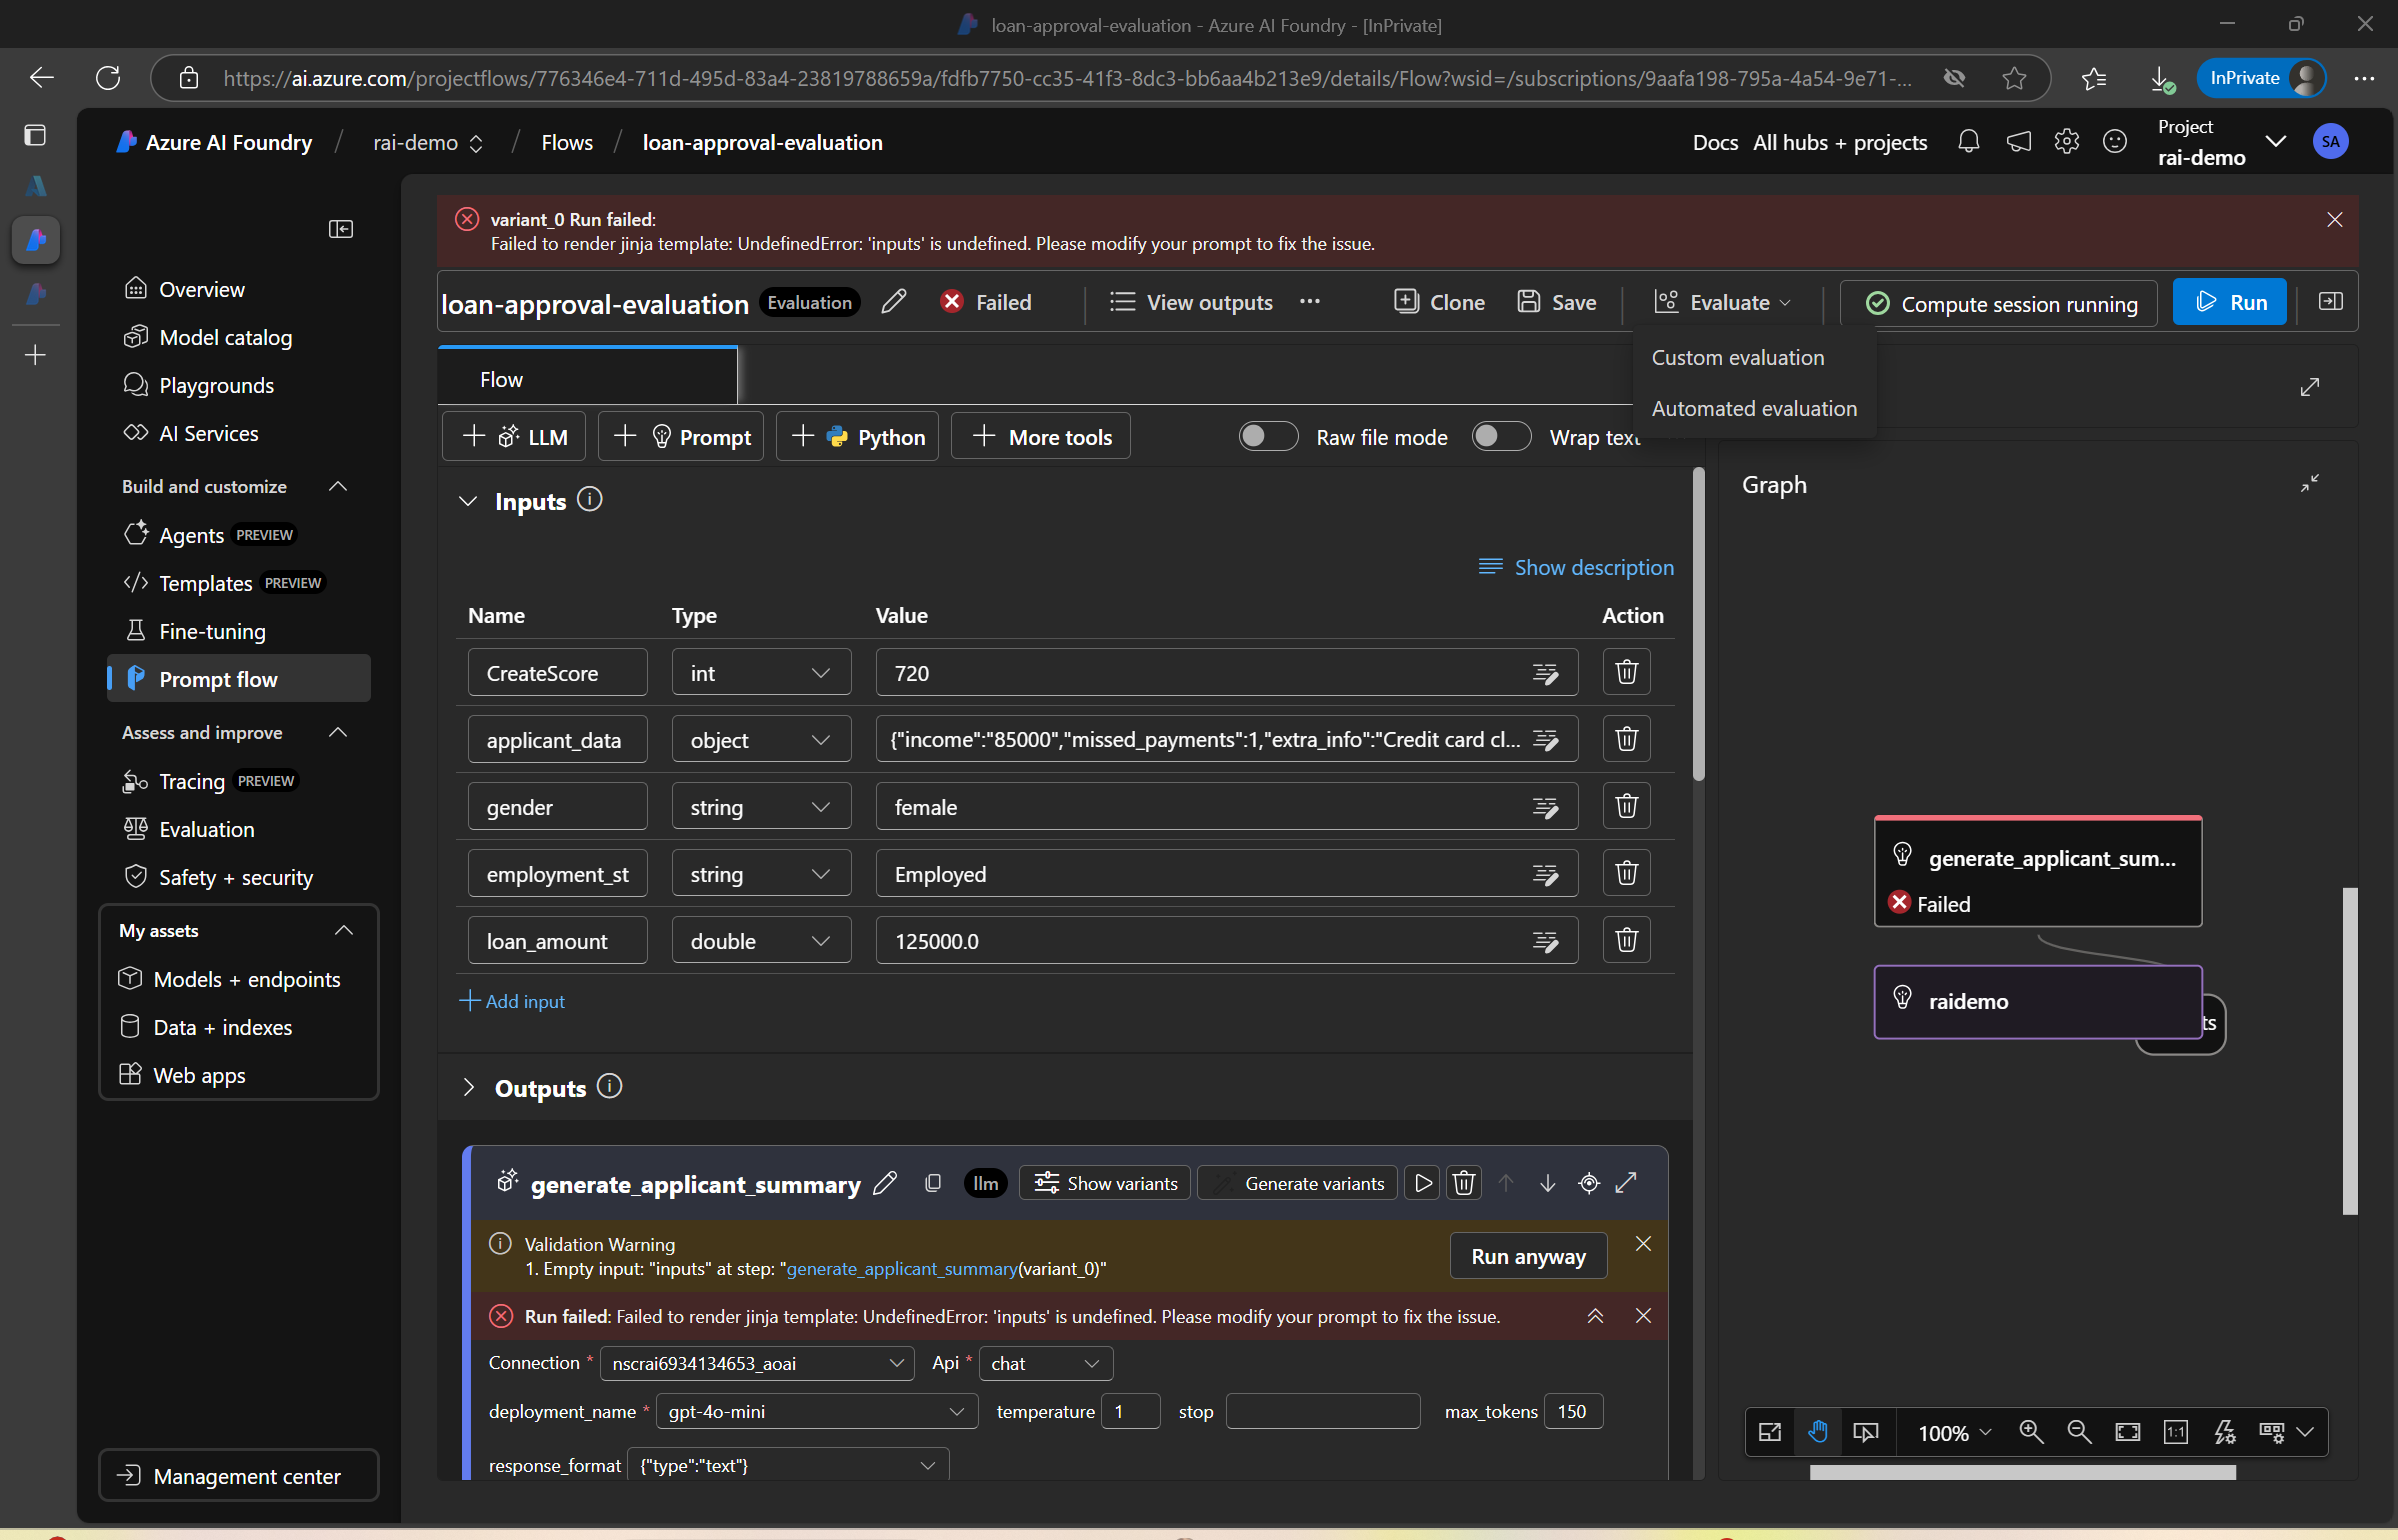 loan-approval-evaluation - Azure AI Foundry - [InPrivate]
https://ai.azure.com/projectflows/776346e4-711d-495d-83a4-23819788659a/fdfb7750-cc35-41f3-8dc3-bb6aa4b213e9/details/Flow?wsid=/subscriptions/9aafa198-795a-4a54-9e71-...
InPrivate
Azure AI Foundry / rai-demo / Flows / loan-approval-evaluation
Docs All hubs + projects
Project
rai-demo
SA
Overview
Model catalog
Playgrounds
AI Services
Build and customize
Agents PREVIEW
Templates PREVIEW
Fine-tuning
Prompt flow
Assess and improve
Tracing PREVIEW
Evaluation
Safety + security
My assets
Models + endpoints
Data + indexes
Web apps
Management center
variant_0 Run failed:
Failed to render jinja template: UndefinedError: 'inputs' is undefined. Please modify your prompt to fix the issue.
loan-approval-evaluation Evaluation Failed View outputs Clone Save Evaluate Compute session running Run
Custom evaluation
Automated evaluation
Flow
LLM Prompt Python More tools Raw file mode Wrap text
Inputs
Show description
Name Type Value Action
CreateScore int 720
applicant_data object {"income":"85000","missed_payments":1,"extra_info":"Credit card cl...
gender string female
employment_st string Employed
loan_amount double 125000.0
Add input
Outputs
generate_applicant_summary llm Show variants Generate variants
Validation Warning
1. Empty input: "inputs" at step: "generate_applicant_summary(variant_0)"
Run anyway
Run failed: Failed to render jinja template: UndefinedError: 'inputs' is undefined. Please modify your prompt to fix the issue.
Connection * nscrai6934134653_aoai Api * chat
deployment_name * gpt-4o-mini temperature 1 stop max_tokens 150
response_format {"type":"text"}
Graph
generate_applicant_sum...
Failed
raidemo
ts
100%
1:1